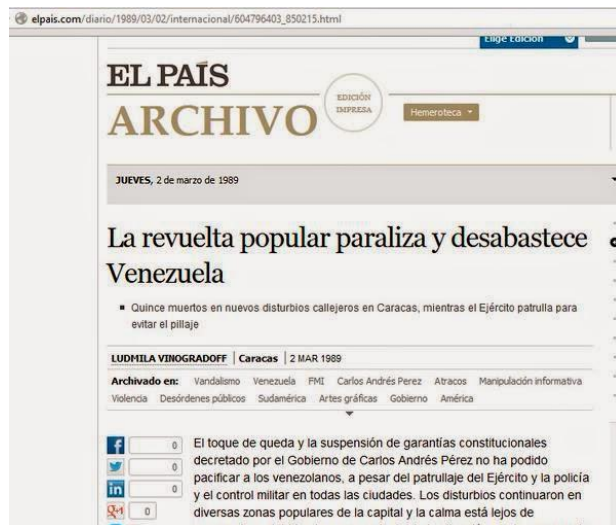 elpais.com/diario/1989/03/02/internacional/604796403_850215.html
Elige Edición
EL PAÍS
ARCHIVO
EDICIÓN
IMPRESA
Hemeroteca
JUEVES, 2 de marzo de 1989
La revuelta popular paraliza y desabastece
Venezuela
Quince muertos en nuevos disturbios callejeros en Caracas, mientras el Ejército patrulla para
evitar el pillaje
LUDMILA VINOGRADOFF | Caracas | 2 MAR 1989
Archivado en: Vandalismo Venezuela FMI Carlos Andrés Perez Atracos Manipulación informativa
Violencia Desórdenes públicos Sudamérica Artes gráficas Gobierno América
0
0
0
0
El toque de queda y la suspensión de garantías constitucionales
decretado por el Gobierno de Carlos Andrés Pérez no ha podido
pacificar a los venezolanos, a pesar del patrullaje del Ejército y la policía
y el control militar en todas las ciudades. Los disturbios continuaron en
diversas zonas populares de la capital y la calma está lejos de